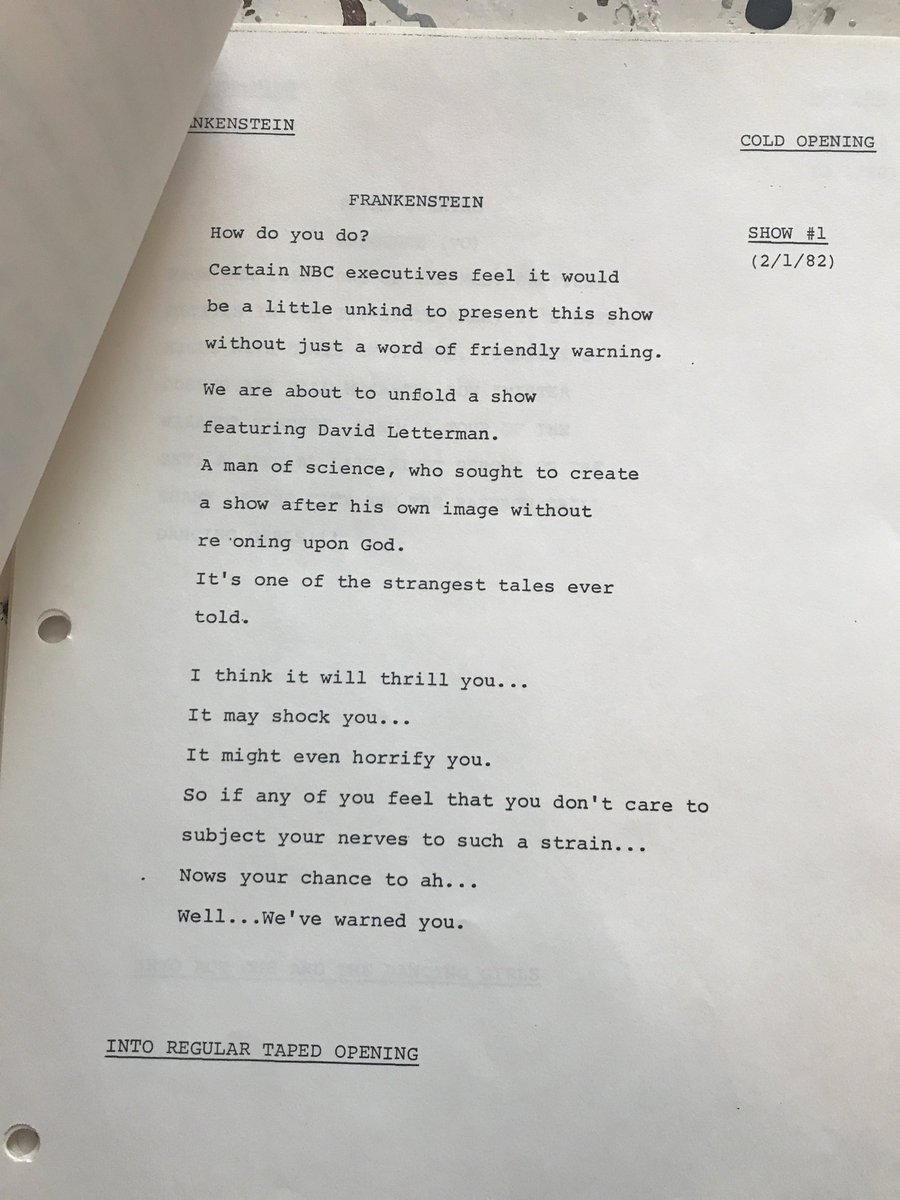 NKENSTEIN
COLD OPENING
FRANKENSTEIN
SHOW #1
(2/1/82)
How do you do?
Certain NBC executives feel it would
be a little unkind to present this show
without just a word of friendly warning.
We are about to unfold a show
featuring David Letterman.
A man of science, who sought to create
a show after his own image without
re oning upon God.
It's one of the strangest tales ever
told.
I think it will thrill you...
It may shock you...
It might even horrify you.
So if any of you feel that you don't care to
subject your nerves to such a strain...
Nows your chance to ah...
Well...We've warned you.
INTO REGULAR TAPED OPENING